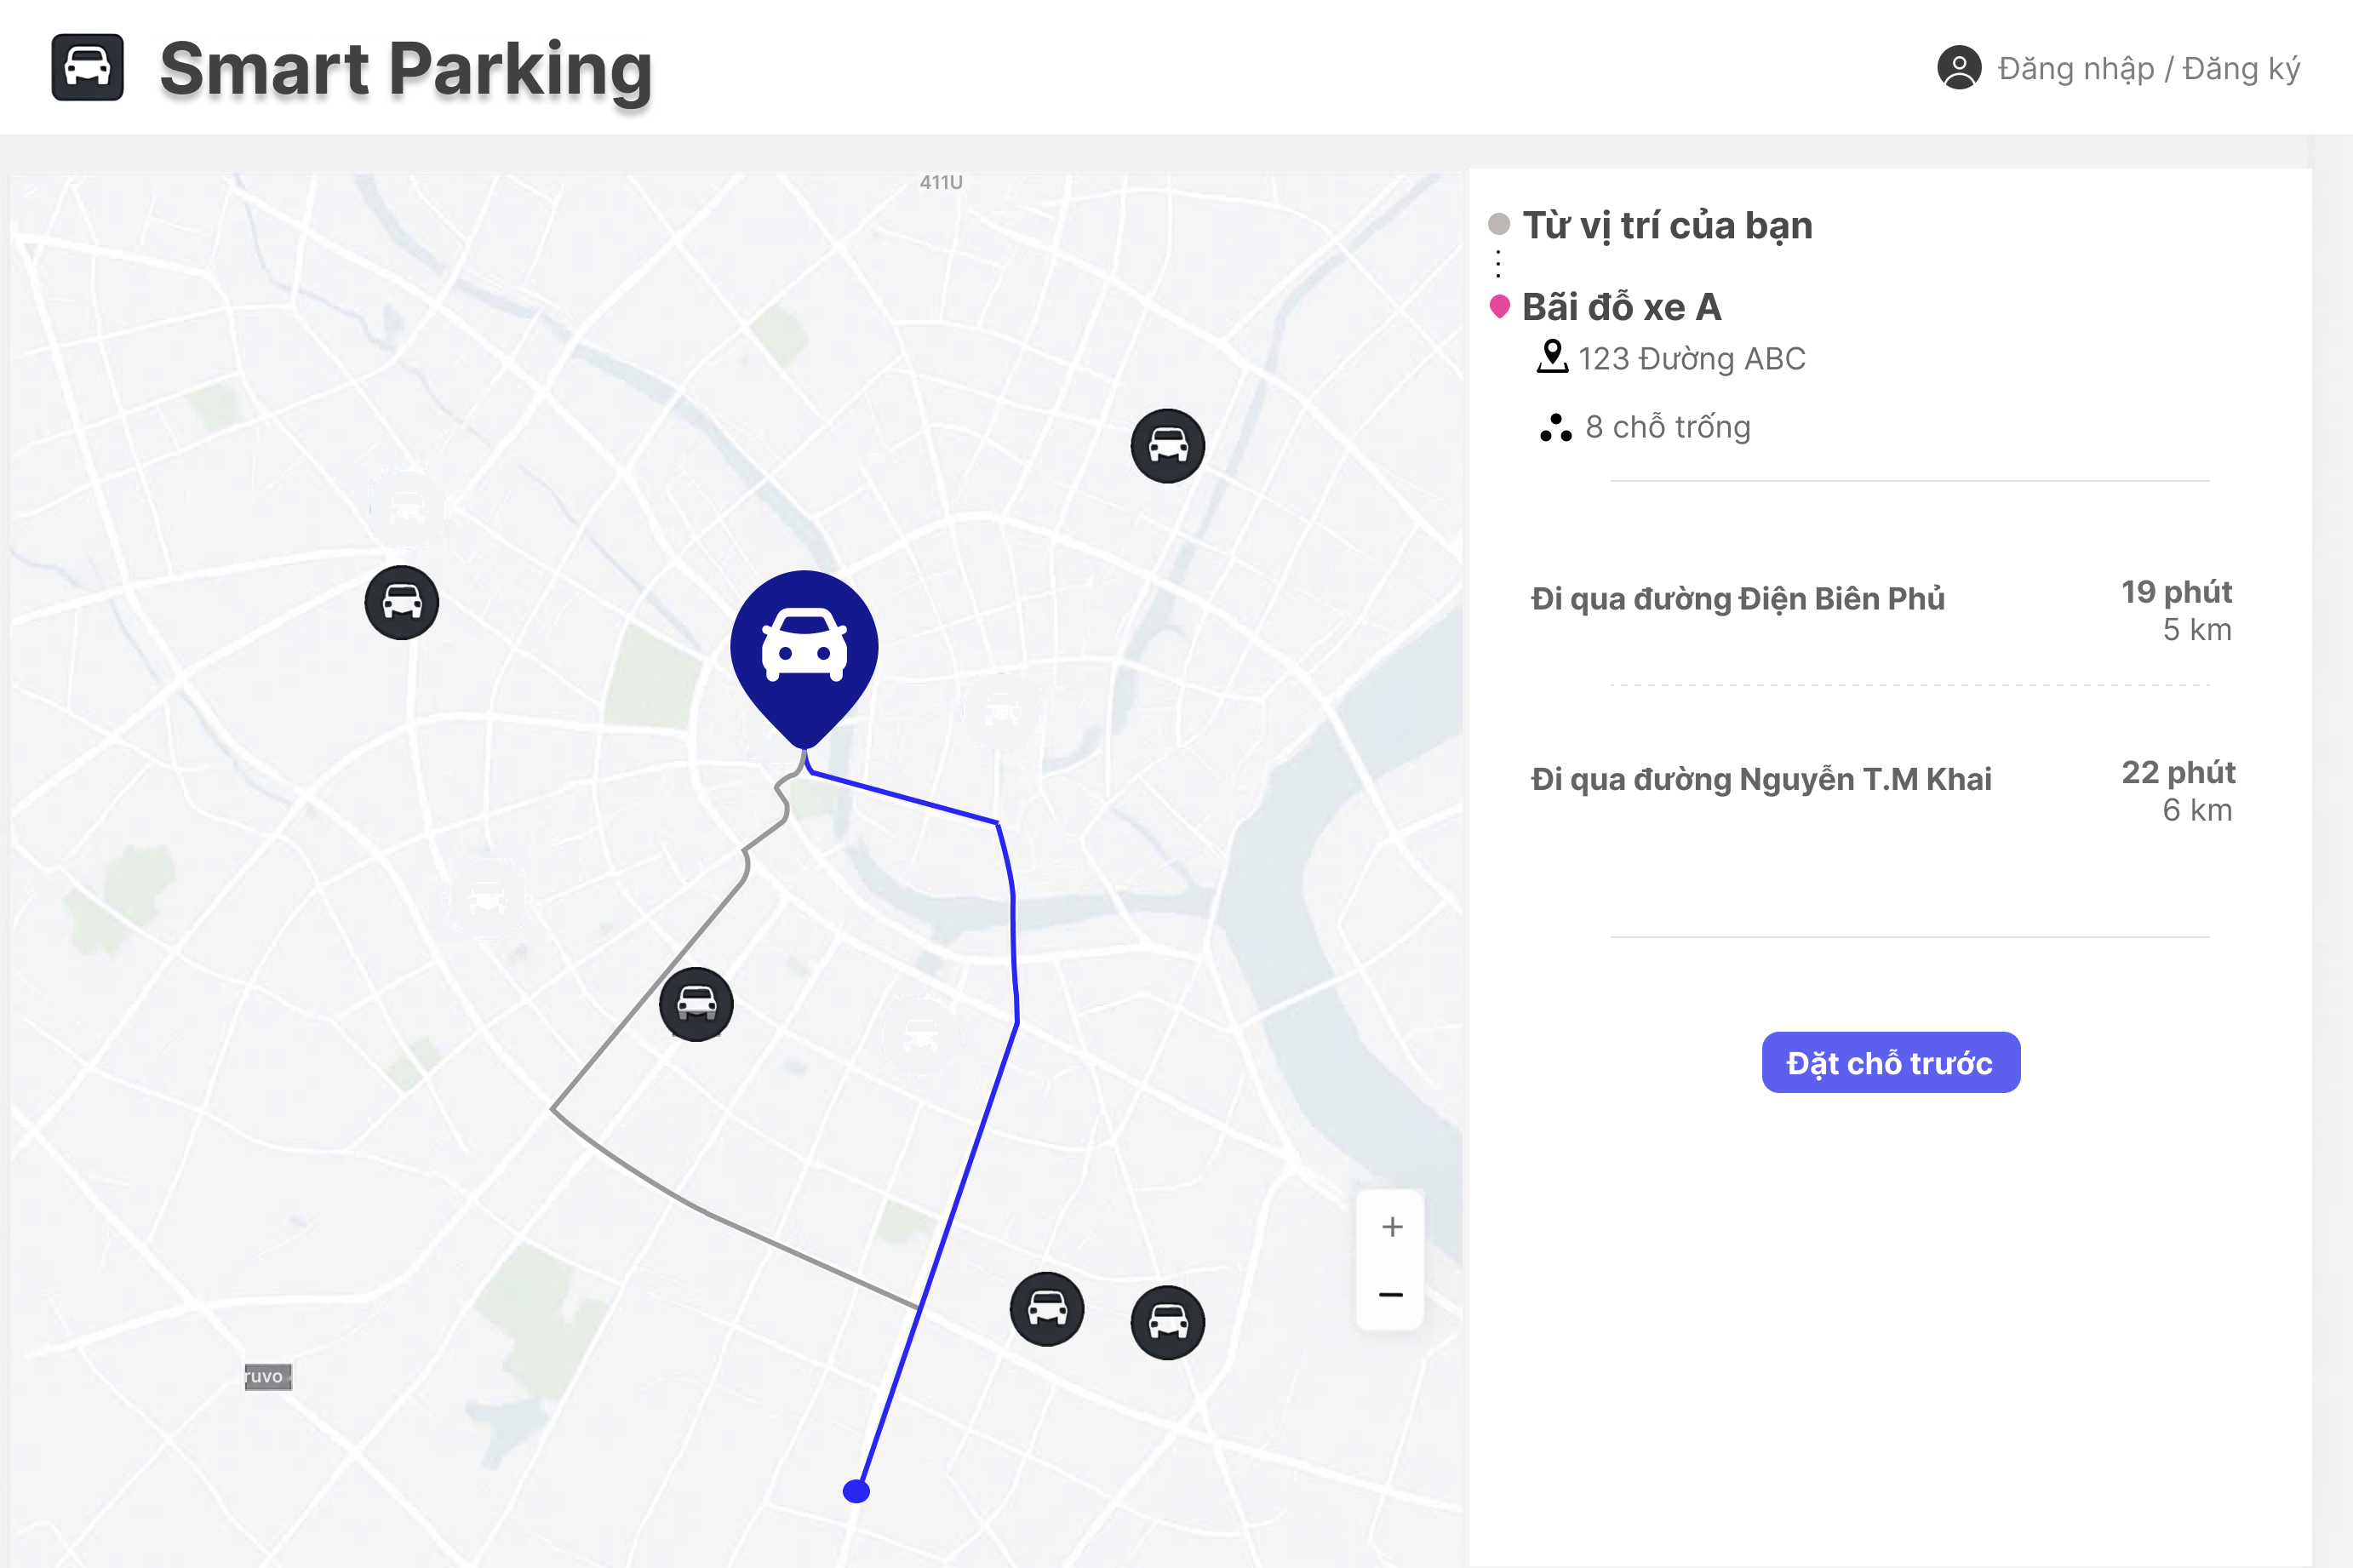 Smart Parking
Đăng nhập / Đăng ký
411U
ruvo
Từ vị trí của bạn
Bãi đỗ xe A
123 Đường ABC
8 chỗ trống
Đi qua đường Điện Biên Phủ
19 phút
5 km
Đi qua đường Nguyễn T.M Khai
22 phút
6 km
Đặt chỗ trước
+
−